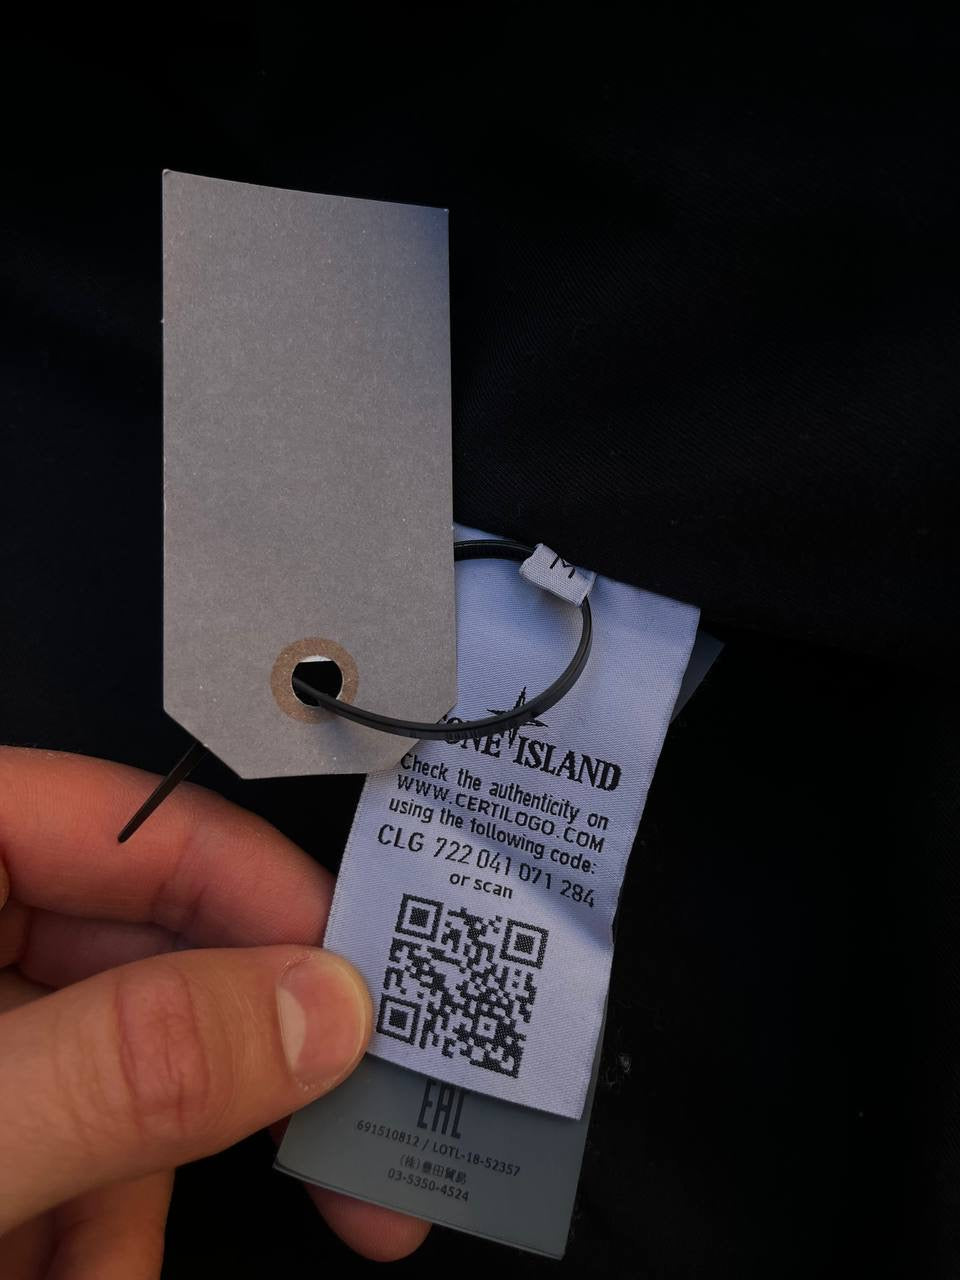 M
STONE ISLAND
Check the authenticity on
WWW.CERTILOGO.COM
using the following code:
CLG 722 041 071 284
or scan
EAC
691510812 / LOTL-18-52357
(株)豊田貿易
03-5350-4524